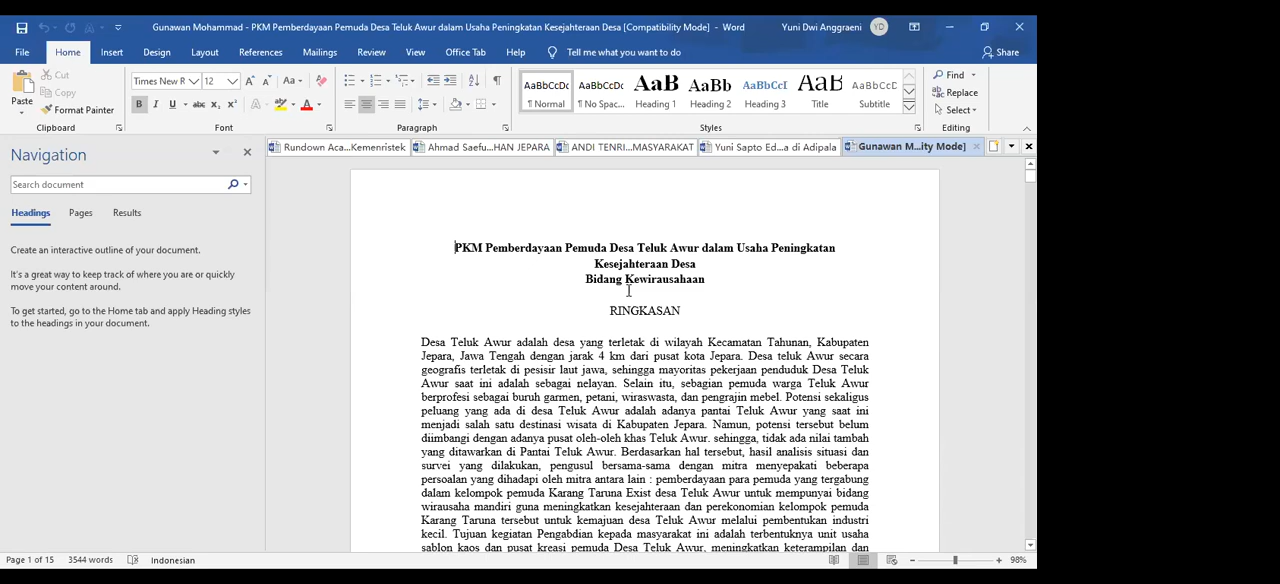 Gunawan Mohammad - PKM Pemberdayaan Pemuda Desa Teluk Awur dalam Usaha Peningkatan Kesejahteraan Desa [Compatibility Mode] - Word
Yuni Dwi Anggraeni YD
File Home Insert Design Layout References Mailings Review View Office Tab Help Tell me what you want to do Share
Paste Cut Copy Format Painter Clipboard
Times New R 12 Font
Paragraph
AaBbCcDc ¶ Normal AaBbCcDc ¶ No Spac... AaB Heading 1 AaBb Heading 2 AaBbCcI Heading 3 AaB Title AaBbCcC Subtitle Styles
Find Replace Select Editing
Rundown Aca...Kemenristek Ahmad Saefu...HAN JEPARA ANDI TENRI...MASYARAKAT Yuni Sapto Ed...a di Adipala Gunawan M...ity Mode]
Navigation
Search document
Headings Pages Results
Create an interactive outline of your document.
It's a great way to keep track of where you are or quickly
move your content around.
To get started, go to the Home tab and apply Heading styles
to the headings in your document.
PKM Pemberdayaan Pemuda Desa Teluk Awur dalam Usaha Peningkatan
Kesejahteraan Desa
Bidang Kewirausahaan
RINGKASAN
Desa Teluk Awur adalah desa yang terletak di wilayah Kecamatan Tahunan, Kabupaten
Jepara, Jawa Tengah dengan jarak 4 km dari pusat kota Jepara. Desa teluk Awur secara
geografis terletak di pesisir laut jawa, sehingga mayoritas pekerjaan penduduk Desa Teluk
Awur saat ini adalah sebagai nelayan. Selain itu, sebagian pemuda warga Teluk Awur
berprofesi sebagai buruh garmen, petani, wiraswasta, dan pengrajin mebel. Potensi sekaligus
peluang yang ada di desa Teluk Awur adalah adanya pantai Teluk Awur yang saat ini
menjadi salah satu destinasi wisata di Kabupaten Jepara. Namun, potensi tersebut belum
diimbangi dengan adanya pusat oleh-oleh khas Teluk Awur. sehingga, tidak ada nilai tambah
yang ditawarkan di Pantai Teluk Awur. Berdasarkan hal tersebut, hasil analisis situasi dan
survei yang dilakukan, pengusul bersama-sama dengan mitra menyepakati beberapa
persoalan yang dihadapi oleh mitra antara lain : pemberdayaan para pemuda yang tergabung
dalam kelompok pemuda Karang Taruna Exist desa Teluk Awur untuk mempunyai bidang
wirausaha mandiri guna meningkatkan kesejahteraan dan perekonomian kelompok pemuda
Karang Taruna tersebut untuk kemajuan desa Teluk Awur melalui pembentukan industri
kecil. Tujuan kegiatan Pengabdian kepada masyarakat ini adalah terbentuknya unit usaha
sablon kaos dan pusat kreasi pemuda Desa Teluk Awur, meningkatkan keterampilan dan
Page 1 of 15 3544 words Indonesian 98%